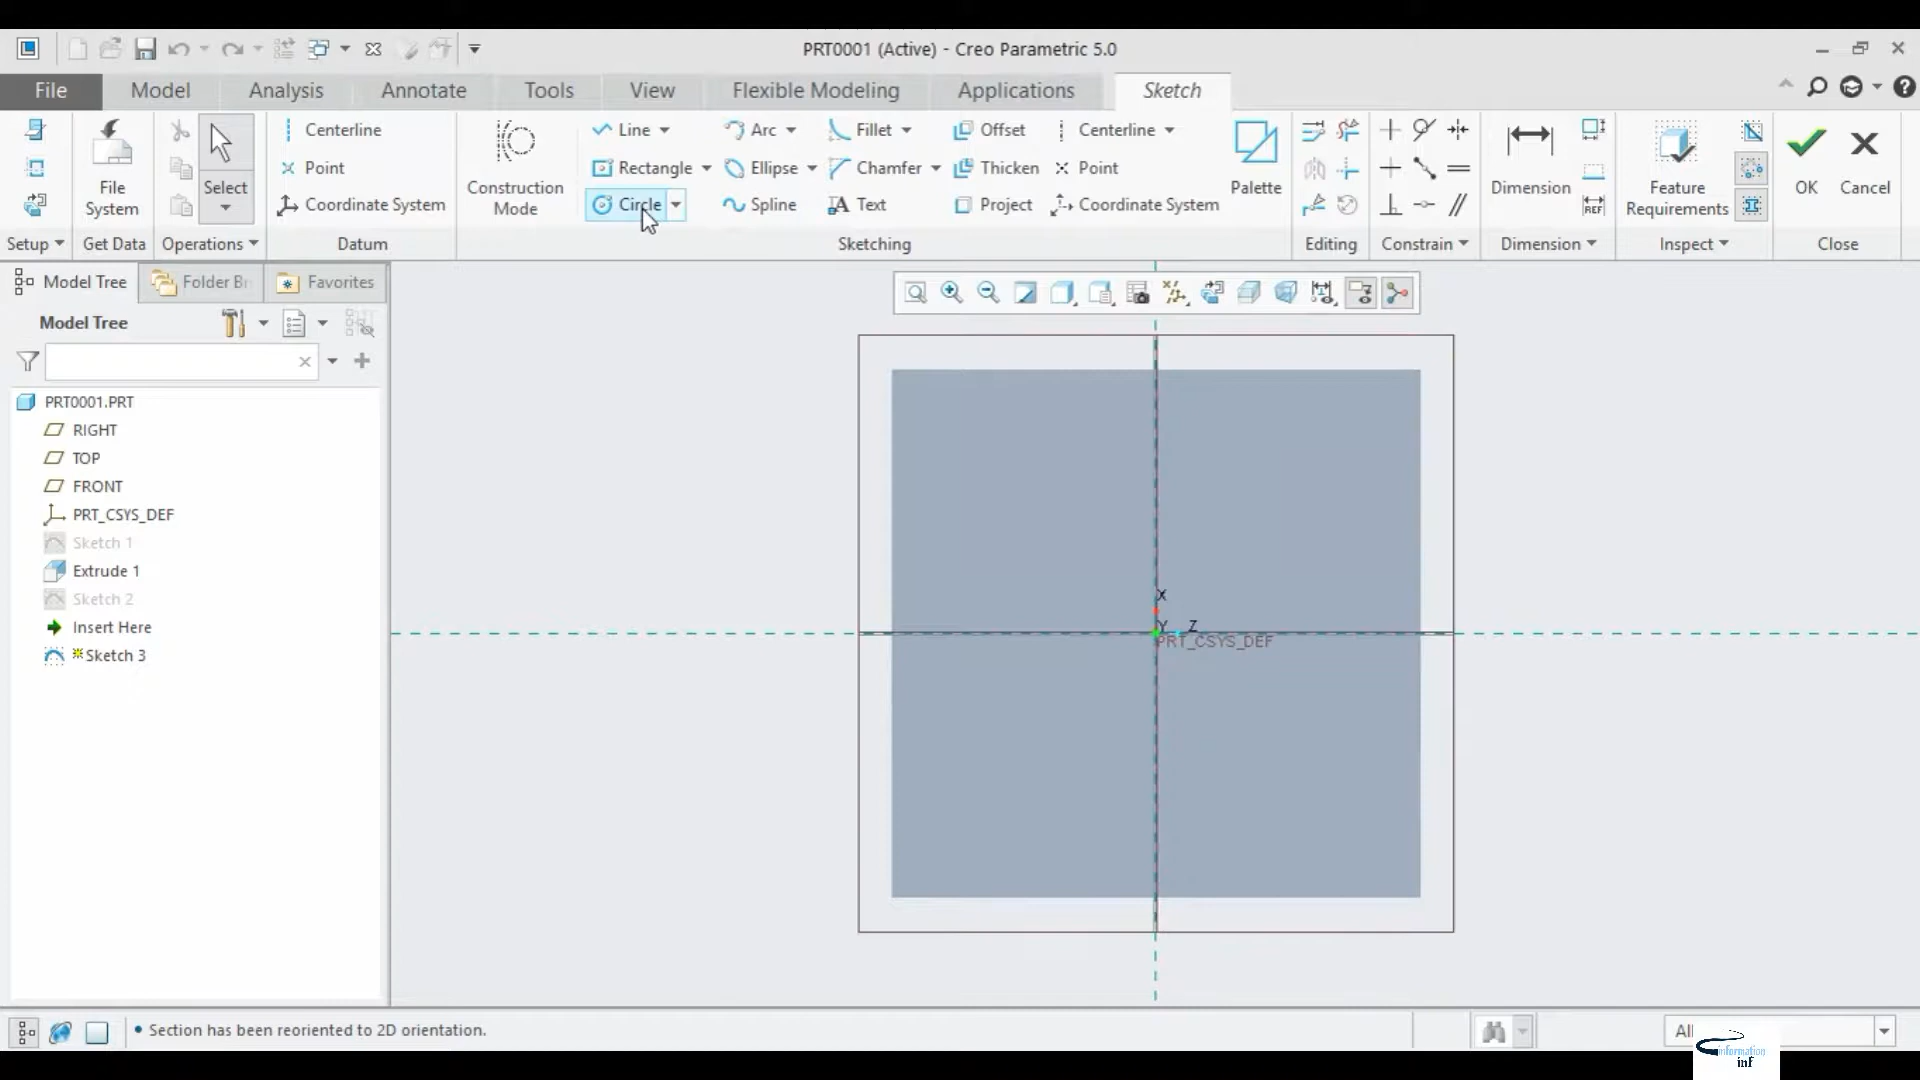 PRT0001 (Active) - Creo Parametric 5.0
File Model Analysis Annotate Tools View Flexible Modeling Applications Sketch
Centerline
Point
Coordinate System
File System
Select
Construction Mode
Line Arc Fillet Offset Centerline
Rectangle Ellipse Chamfer Thicken Point
Circle Spline Text Project Coordinate System
Palette
Dimension
REF
Feature Requirements
OK Cancel
Setup Get Data Operations Datum Sketching Editing Constrain Dimension Inspect Close
Model Tree Folder Br Favorites
Model Tree
PRT0001.PRT
RIGHT
TOP
FRONT
PRT_CSYS_DEF
Sketch 1
Extrude 1
Sketch 2
Insert Here
Sketch 3
X
Y Z
PRT_CSYS_DEF
Section has been reoriented to 2D orientation.
All
information
inf